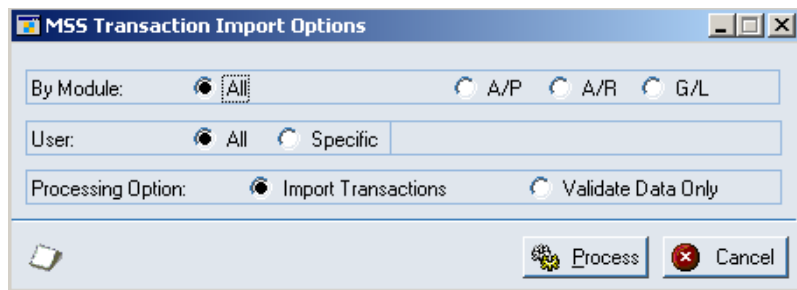 MSS Transaction Import Options
By Module: All A/P A/R G/L
User: All Specific
Processing Option: Import Transactions Validate Data Only
Process Cancel